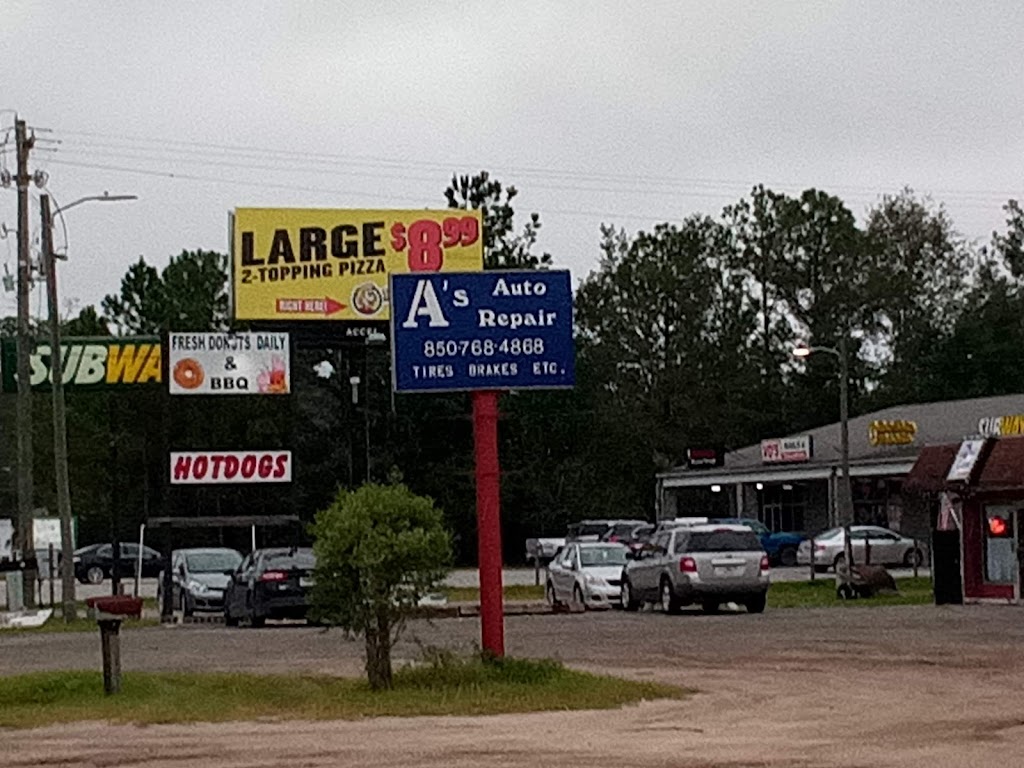 LARGE $8.99
2-TOPPING PIZZA
RIGHT HERE!
A's Auto
Repair
850-768-4868
TIRES BRAKES ETC.
SUBWA
FRESH DONUTS DAILY
&
BBQ
HOTDOGS
SUBWAY